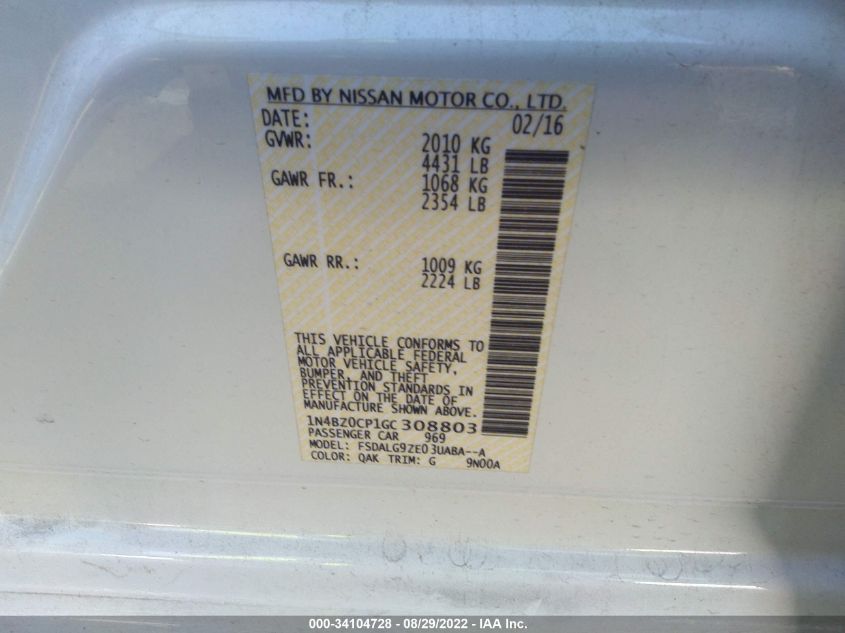 MFD BY NISSAN MOTOR CO., LTD.
DATE: 02/16
GVWR: 2010 KG
4431 LB
GAWR FR.: 1068 KG
2354 LB
GAWR RR.: 1009 KG
2224 LB
THIS VEHICLE CONFORMS TO
ALL APPLICABLE FEDERAL
MOTOR VEHICLE SAFETY,
BUMPER, AND THEFT
PREVENTION STANDARDS IN
EFFECT ON THE DATE OF
MANUFACTURE SHOWN ABOVE.
1N4BZ0CP1GC308803
PASSENGER CAR 969
MODEL: FSDALG9ZE03UABA--A
COLOR: QAK TRIM: G 9N00A
000-34104728 - 08/29/2022 - IAA Inc.